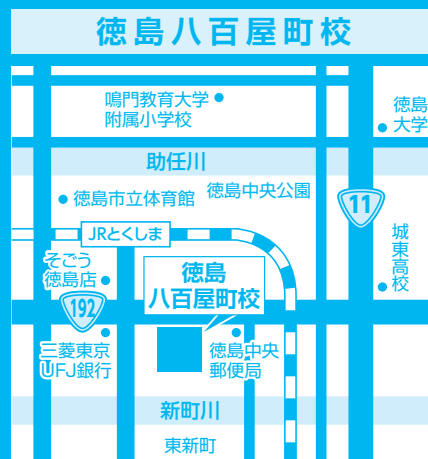 徳島八百屋町校
鳴門教育大学
附属小学校
徳島
大学
助任川
徳島市立体育館
徳島中央公園
11
JRとくしま
城東高校
そごう
徳島店
徳島
八百屋町校
192
三菱東京
UFJ銀行
徳島中央
郵便局
新町川
東新町